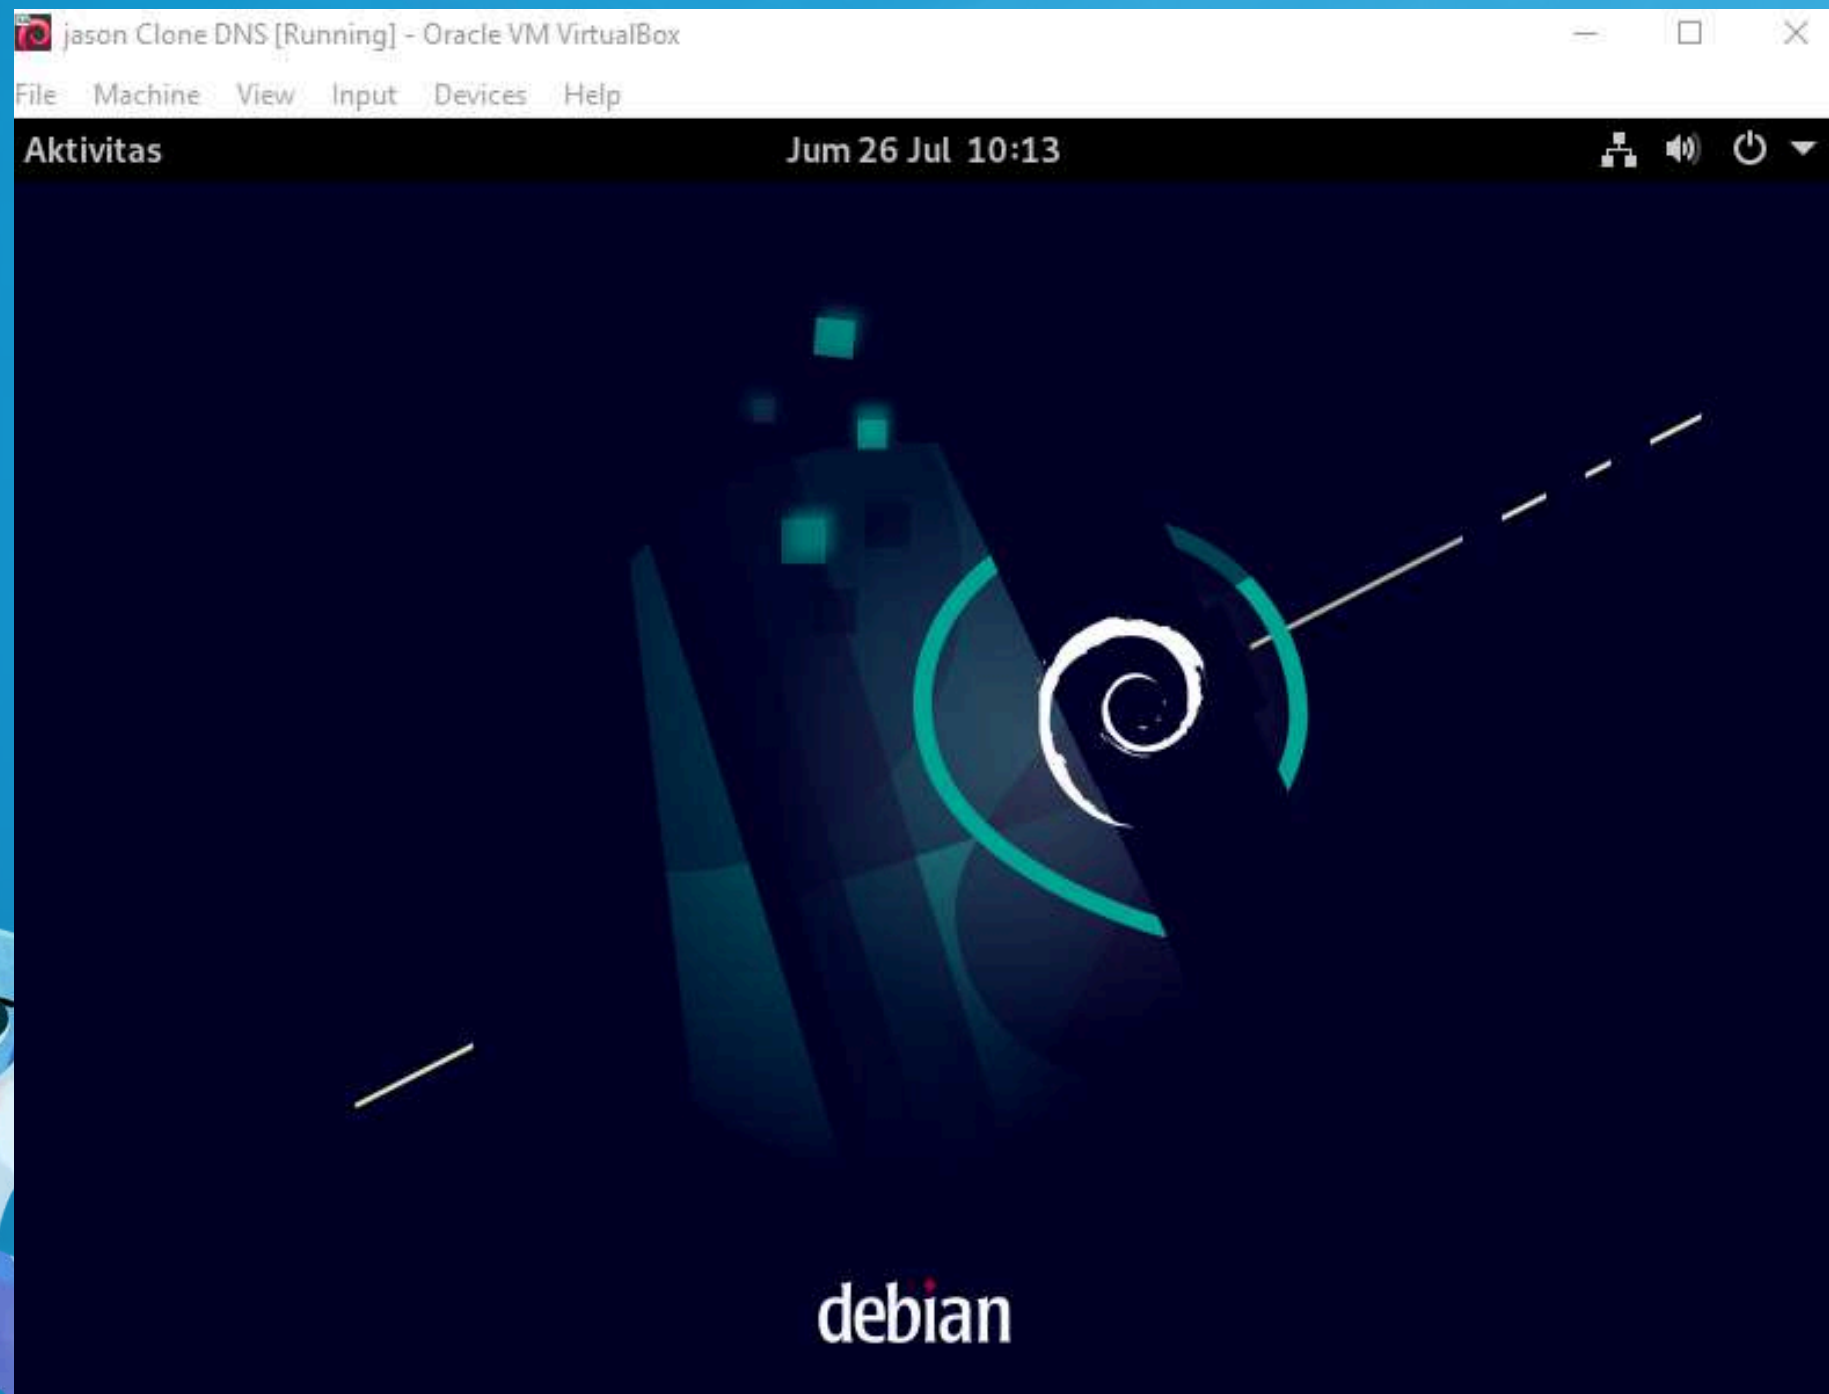 jason Clone DNS [Running] - Oracle VM VirtualBox
File Machine View Input Devices Help
Aktivitas Jum 26 Jul 10:13
debian